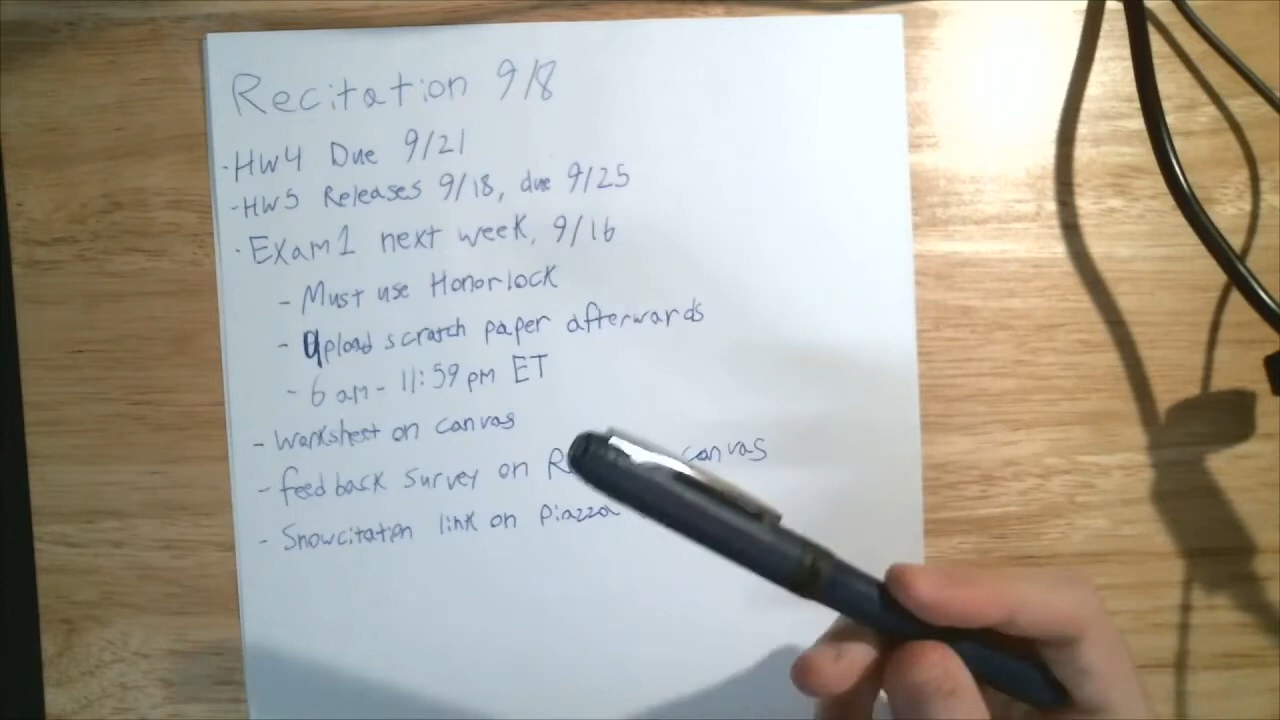 Recitation 9/8
·HW4 Due 9/21
-HW5 Releases 9/18, due 9/25
·Exam1 next week, 9/16
- Must use Honorlock
- Upload scratch paper afterwards
- 6 am - 11:59 pm ET
- Worksheet on canvas
- feedback survey on canvas
- Snowcitation link on piazza